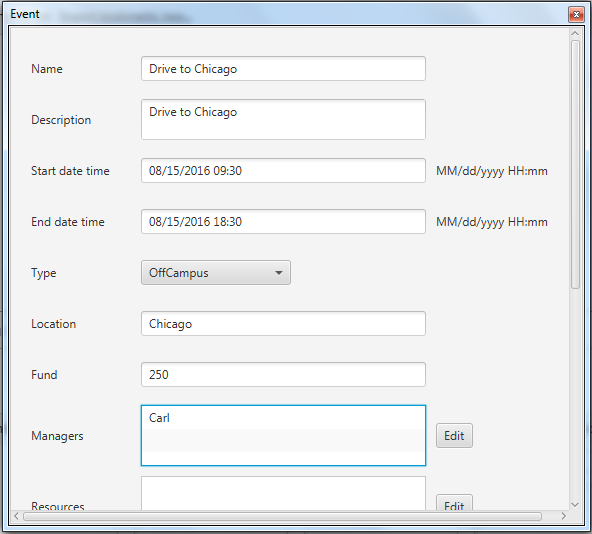 Event
Name
Drive to Chicago
Description
Drive to Chicago
Start date time
08/15/2016 09:30
MM/dd/yyyy HH:mm
End date time
08/15/2016 18:30
MM/dd/yyyy HH:mm
Type
OffCampus
Location
Chicago
Fund
250
Managers
Carl
Edit
Resources
Edit